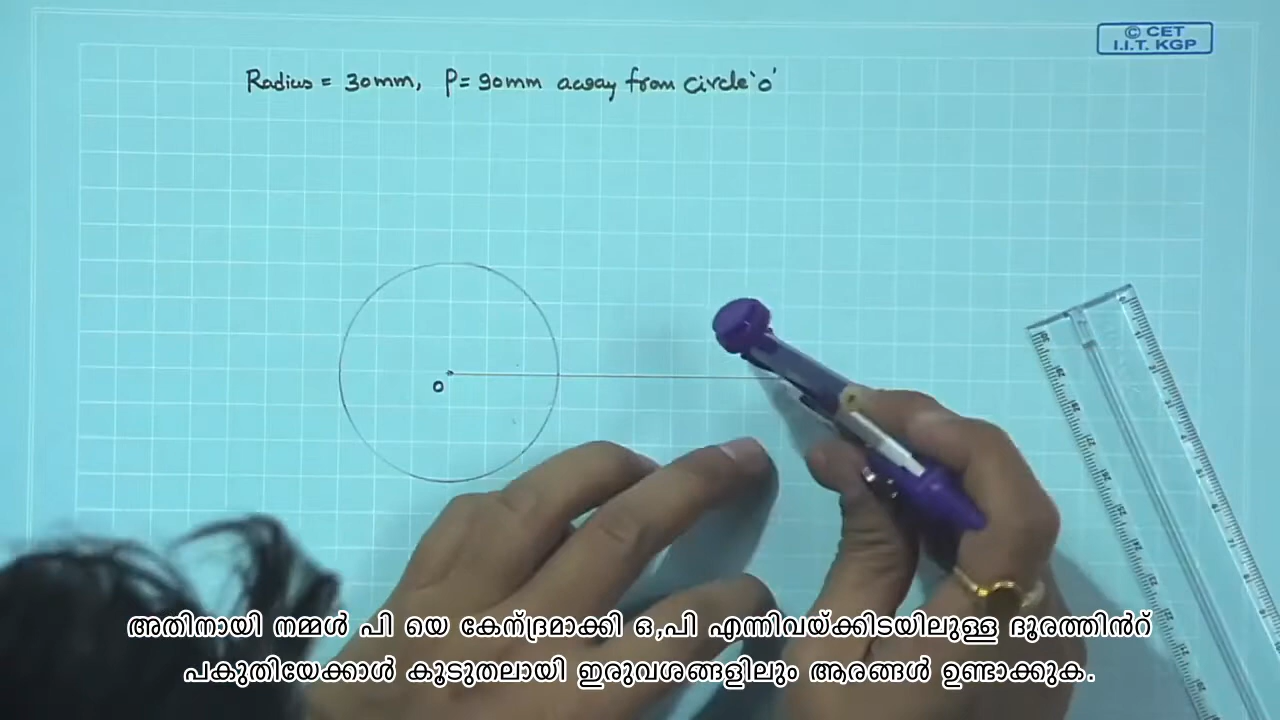 © CET
I.I.T. KGP
Radius = 30mm, P= 90mm away from circle 'o'
o
അതിനായി നമ്മൾ പി യെ കേന്ദ്രമാക്കി ഒ,പി എന്നിവയ്ക്കിടയിലുള്ള ദൂരത്തിൻറ്
പകുതിയേക്കാൾ കൂടുതലായി ഇരുവശങ്ങളിലും ആരങ്ങൾ ഉണ്ടാക്കുക.